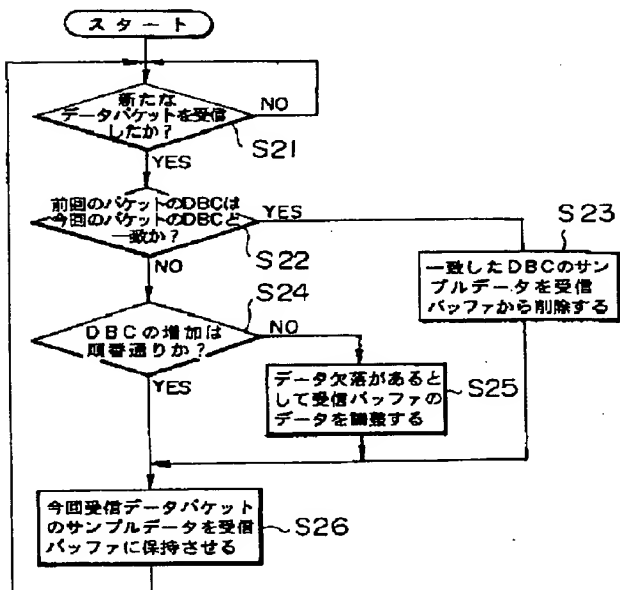 スタート
新たな
データパケットを受信
したか?
NO
S21
YES
前回のパケットのDBCは
今回のパケットのDBCと
一致か?
YES
S22
S23
一致したDBCのサン
プルデータを受信
バッファから削除する
NO
S24
DBCの増加は
順番通りか?
NO
YES
データ欠落があると
して受信バッファの
データを調整する
S25
今回受信データパケット
のサンプルデータを受信
バッファに保持させる
S26